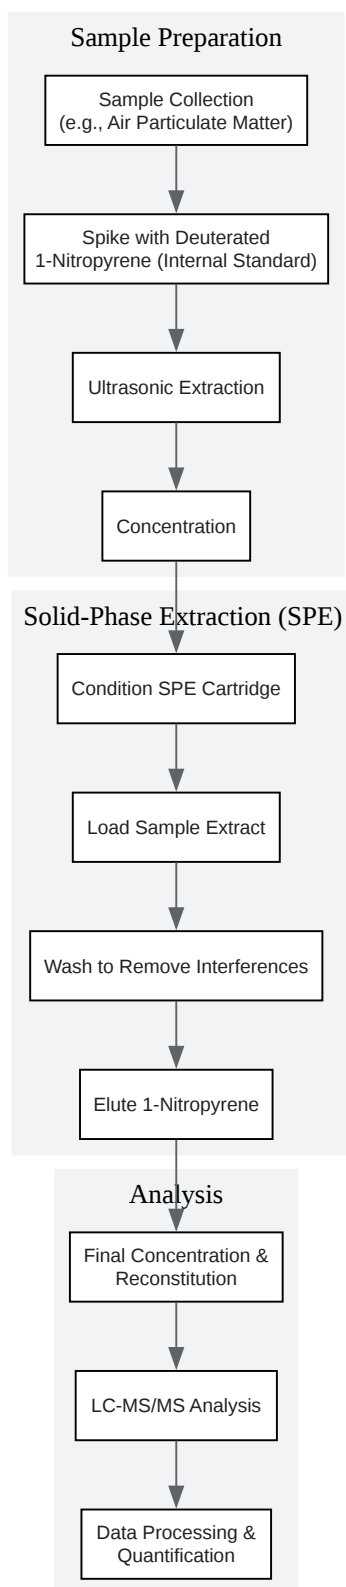 Sample Preparation
Sample Collection
(e.g., Air Particulate Matter)
Spike with Deuterated
1-Nitropyrene (Internal Standard)
Ultrasonic Extraction
Concentration
Solid-Phase Extraction (SPE)
Condition SPE Cartridge
Load Sample Extract
Wash to Remove Interferences
Elute 1-Nitropyrene
Analysis
Final Concentration &
Reconstitution
LC-MS/MS Analysis
Data Processing &
Quantification